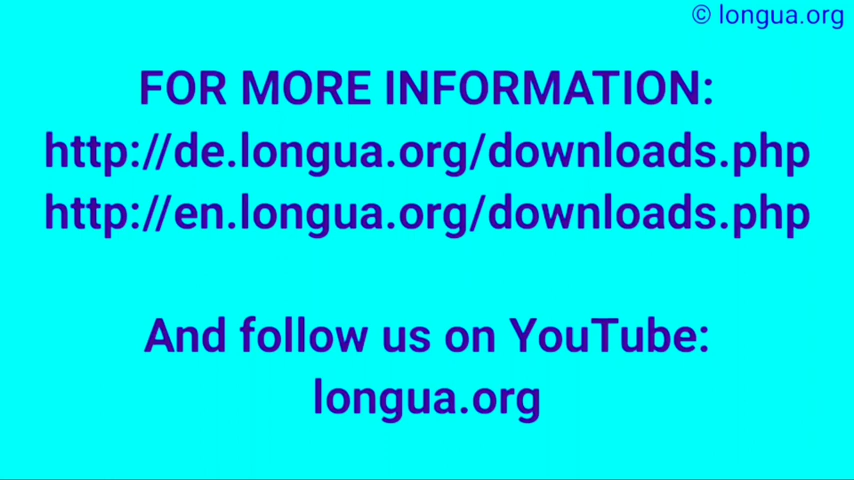 © longua.org
FOR MORE INFORMATION:
http://de.longua.org/downloads.php
http://en.longua.org/downloads.php
And follow us on YouTube:
longua.org